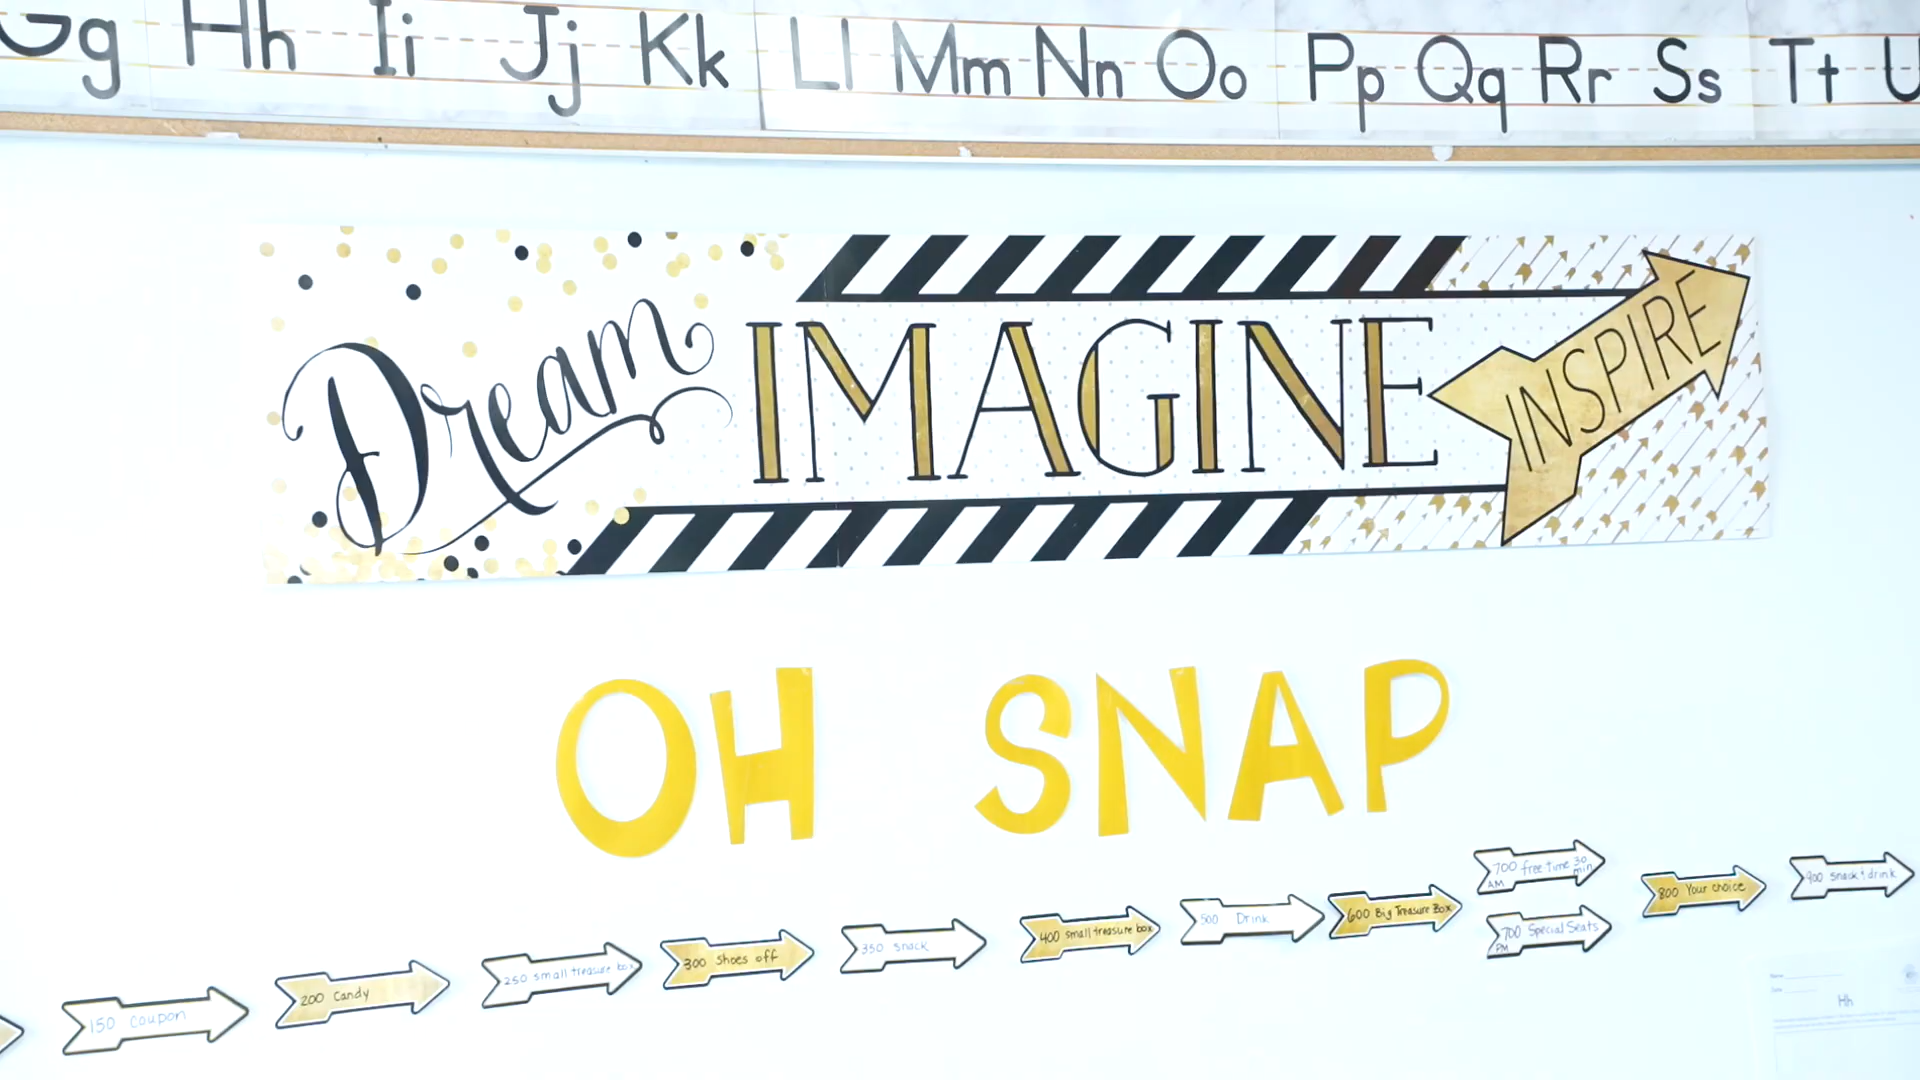 Gg Hh Ii Jj Kk Ll Mm Nn Oo Pp Qq Rr Ss Tt U
Dream IMAGINE INSPIRE
OH SNAP
150 coupon
200 Candy
250 small treasure box
300 Shoes off
350 snack
400 small treasure box
500 Drink
600 Big Treasure Box
700 free time 30 min
AM
700 Special Seats
PM
800 Your choice
900 snack & drink
Hh